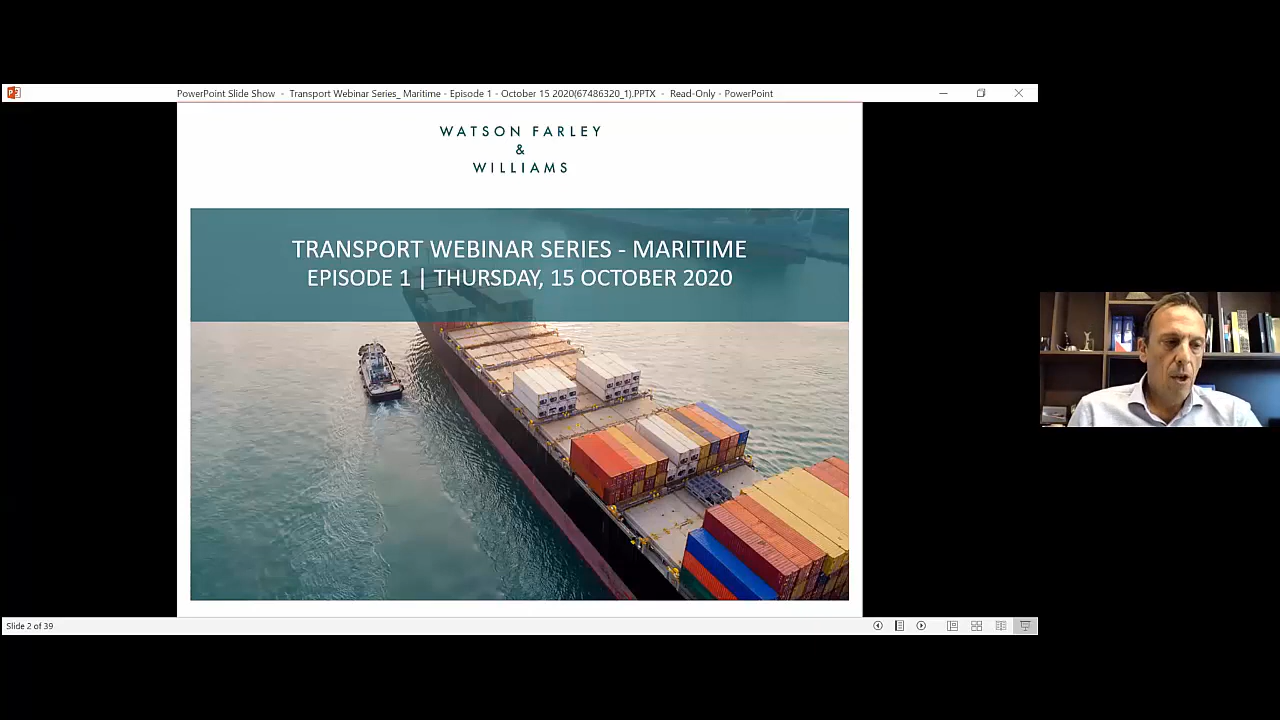 PowerPoint Slide Show - Transport Webinar Series_ Maritime - Episode 1 - October 15 2020(67486320_1).PPTX - Read-Only - PowerPoint
WATSON FARLEY
&
WILLIAMS
TRANSPORT WEBINAR SERIES - MARITIME
EPISODE 1 | THURSDAY, 15 OCTOBER 2020
Slide 2 of 39